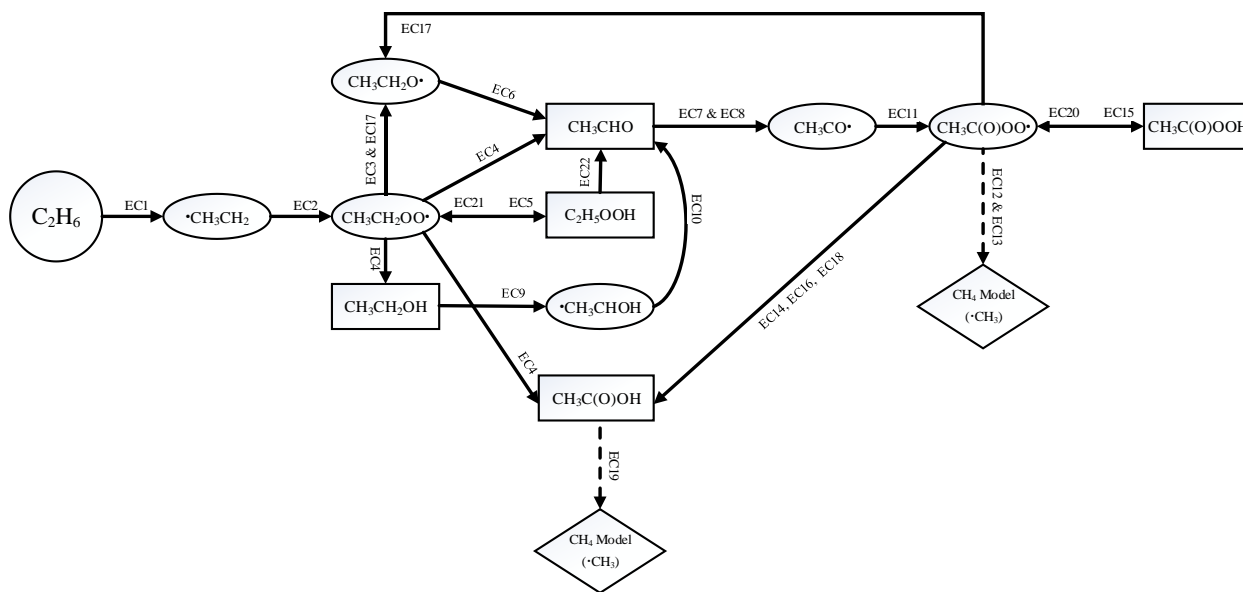 EC17
CH₃CH₂O•
EC6
EC3 & EC17
CH₃CHO
EC7 & EC8
CH₃CO•
EC11
CH₃C(O)OO•
EC20
EC15
CH₃C(O)OOH
EC4
EC22
C₂H₆
EC1
•CH₃CH₂
EC2
CH₃CH₂OO•
EC21
EC5
C₂H₅OOH
EC10
EC12 & EC13
EC4
CH₃CH₂OH
EC9
•CH₃CHOH
EC14, EC16, EC18
CH₄ Model
(·CH₃)
EC4
CH₃C(O)OH
EC19
CH₄ Model
(·CH₃)